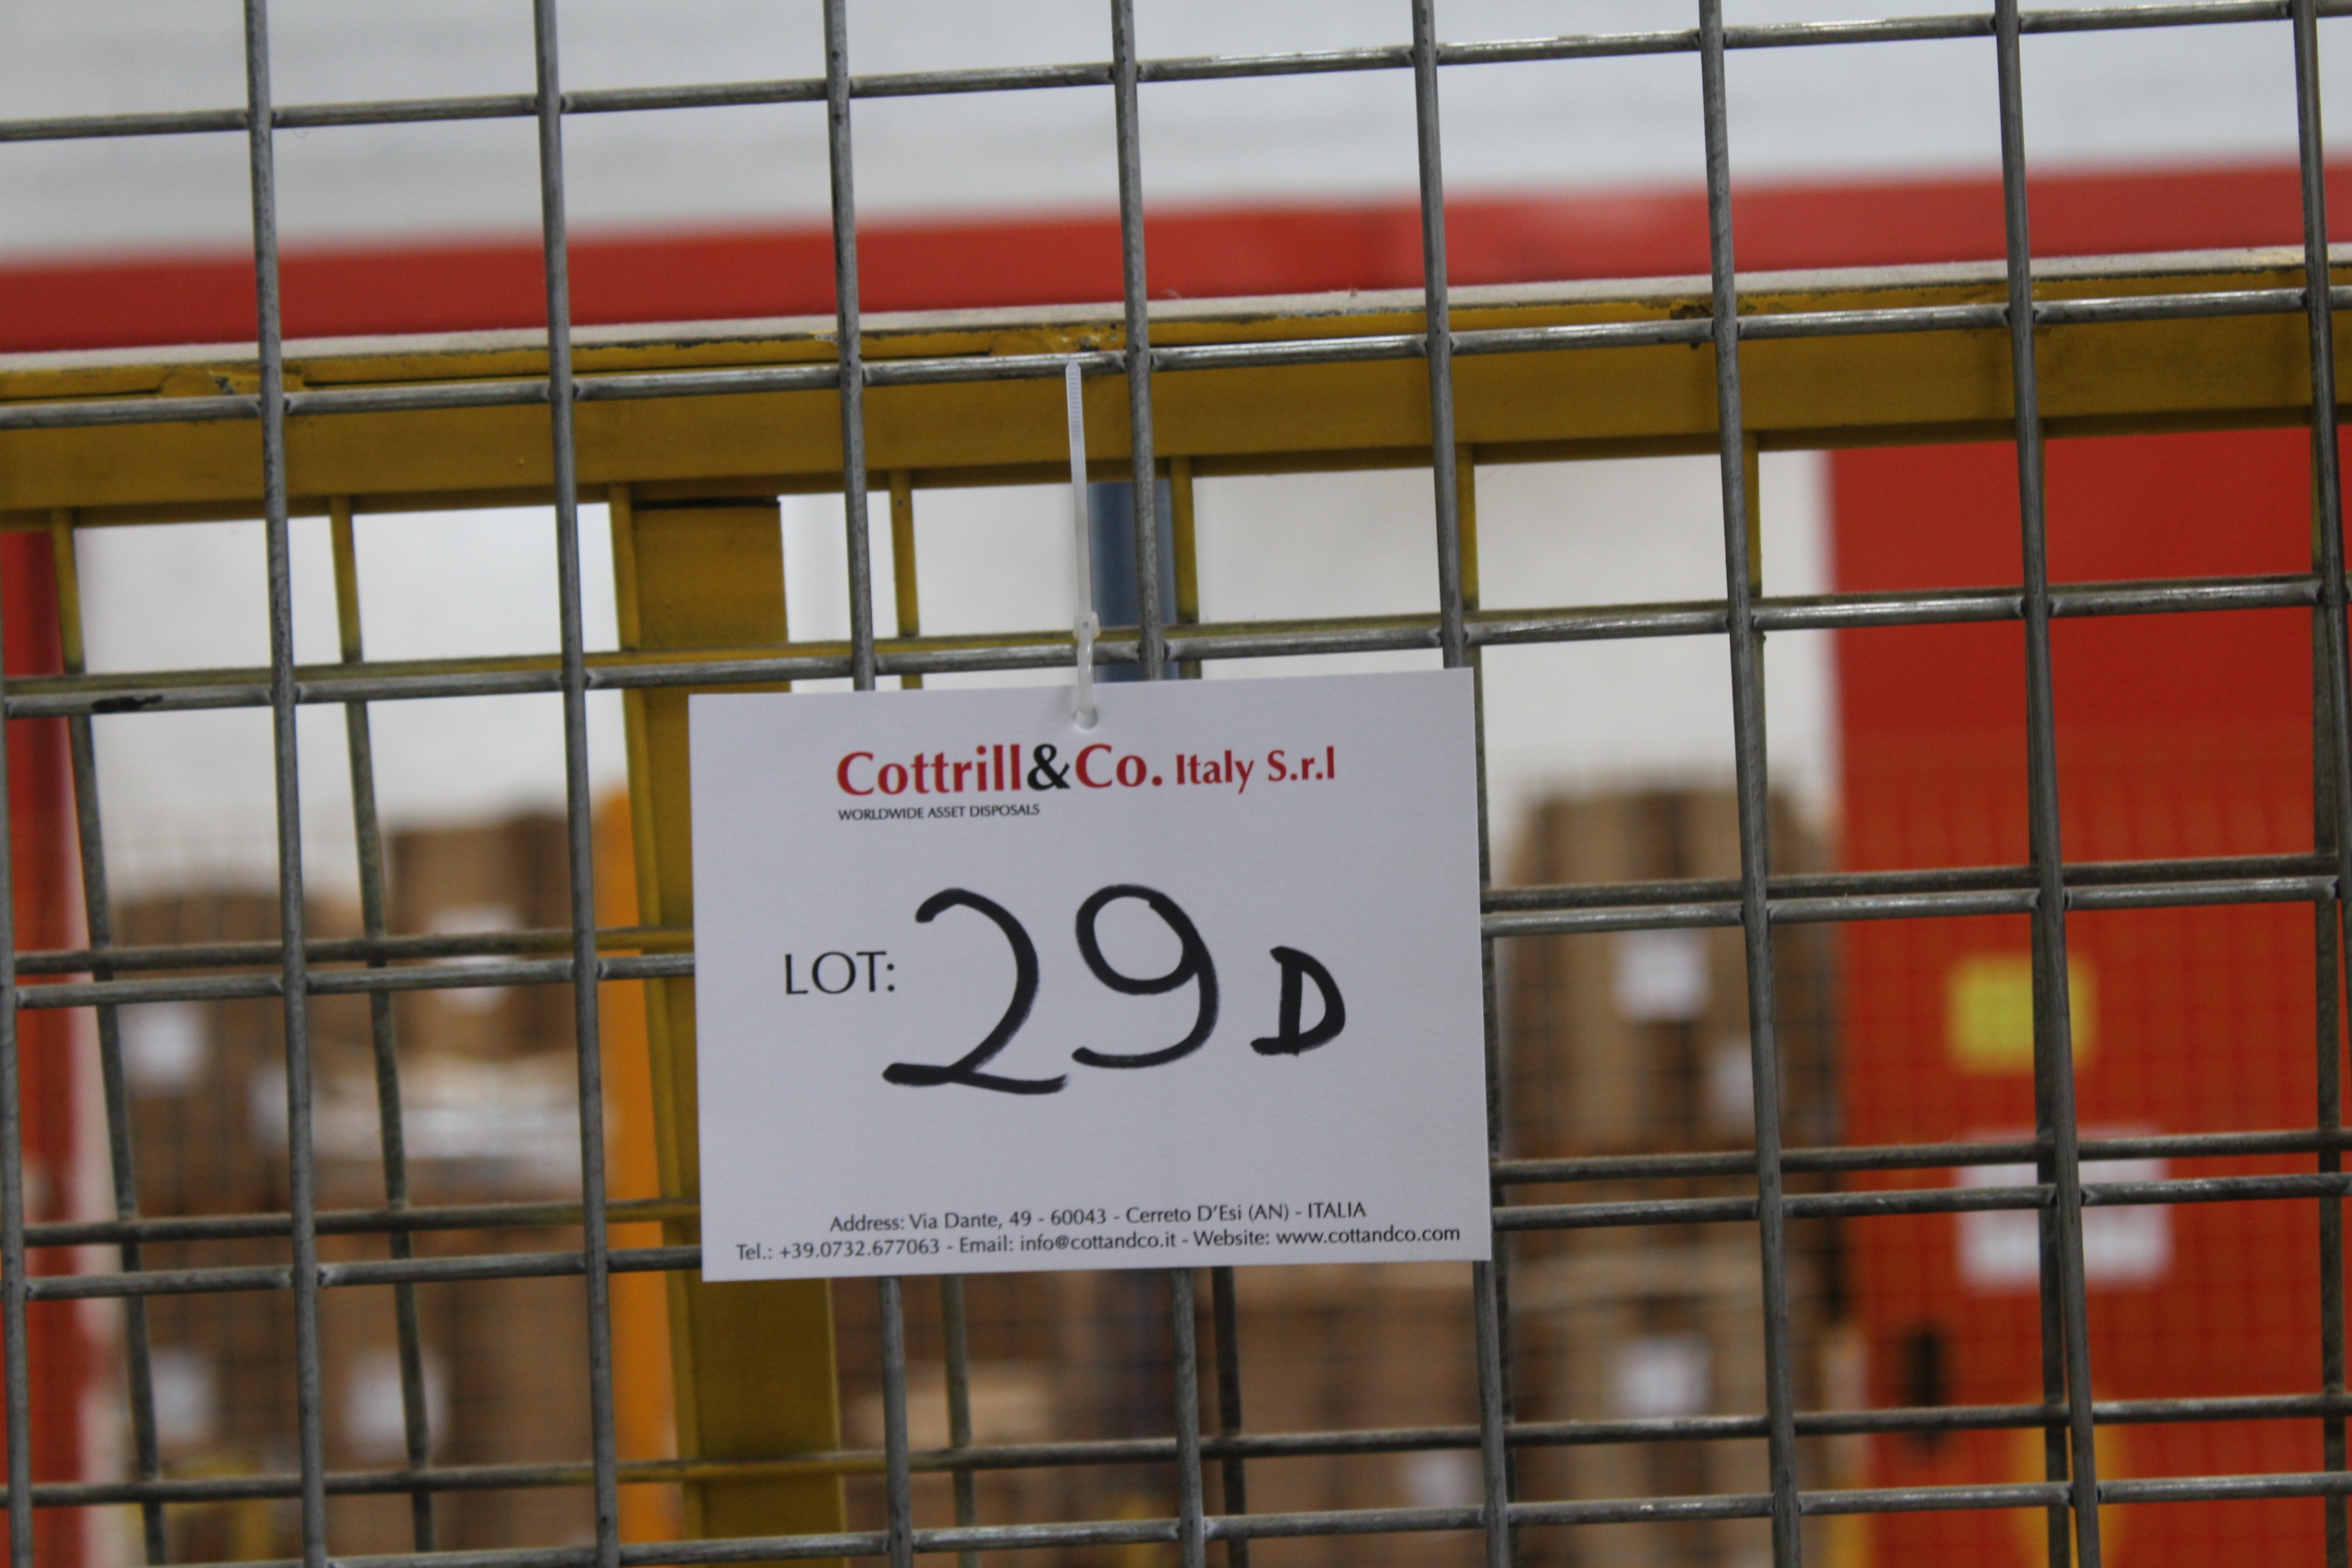 Cottrill&Co. Italy S.r.l
WORLDWIDE ASSET DISPOSALS
LOT: 29D
Address: Via Dante, 49 - 60043 - Cerreto D'Esi (AN) - ITALIA
Tel.: +39.0732.677063 - Email: info@cottandco.it - Website: www.cottandco.com